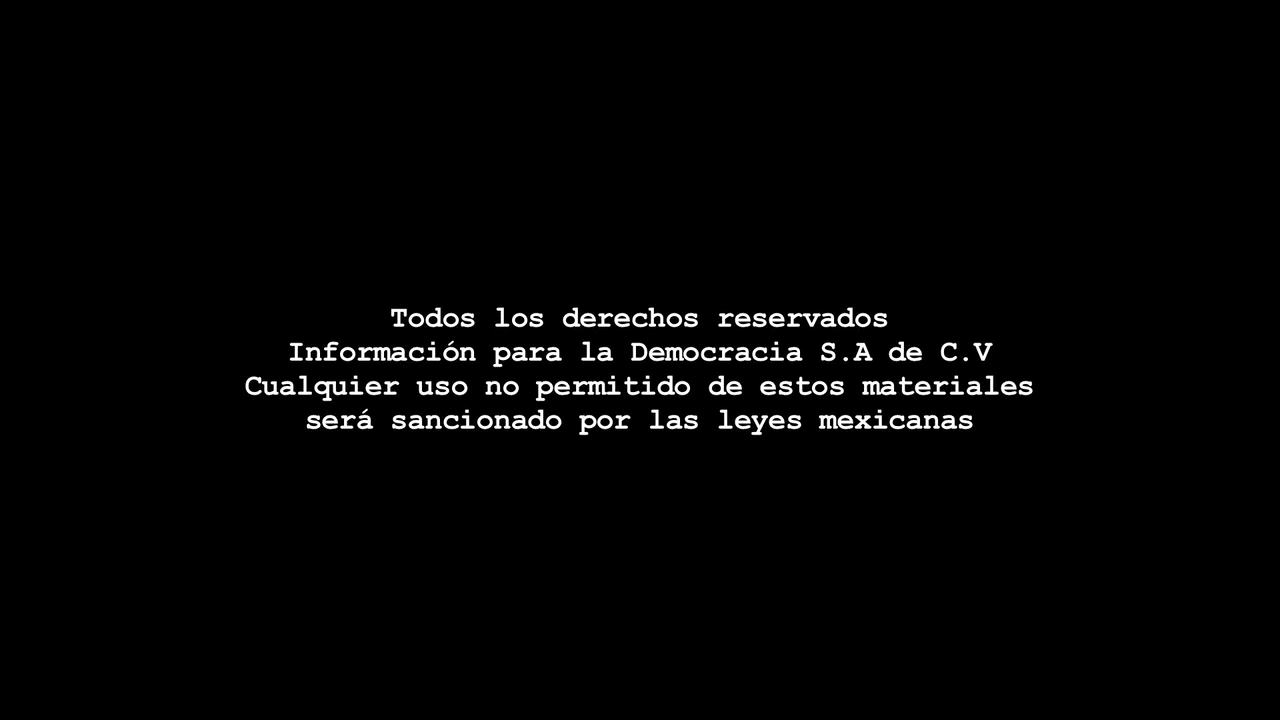 Todos los derechos reservados
Información para la Democracia S.A de C.V
Cualquier uso no permitido de estos materiales
será sancionado por las leyes mexicanas